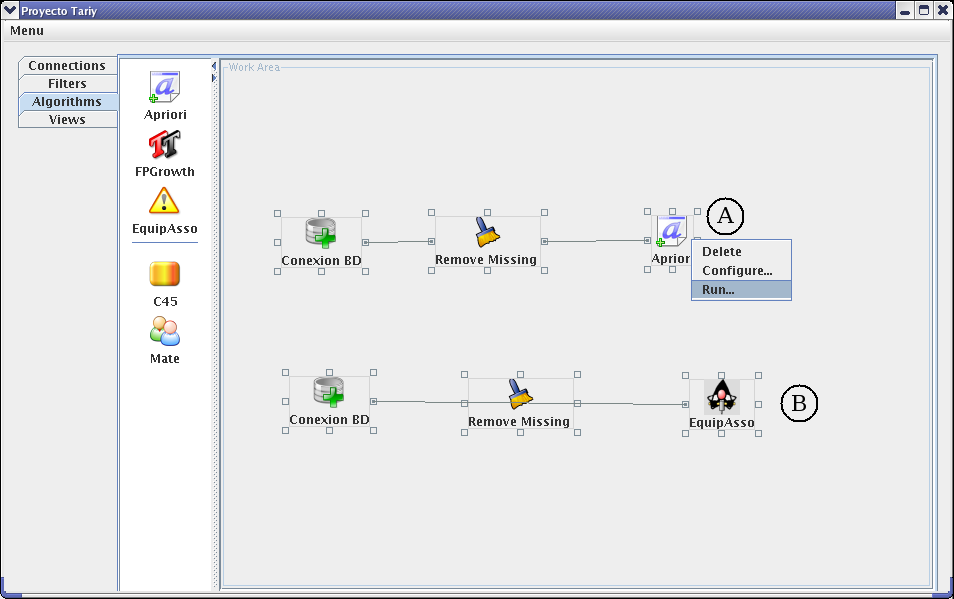 Proyecto Tariy
Menu
Connections
Filters
Algorithms
Views
Apriori
FPGrowth
EquipAsso
C45
Mate
Work Area
Conexion BD
Remove Missing
Aprior
A
Delete
Configure...
Run...
Conexion BD
Remove Missing
EquipAsso
B